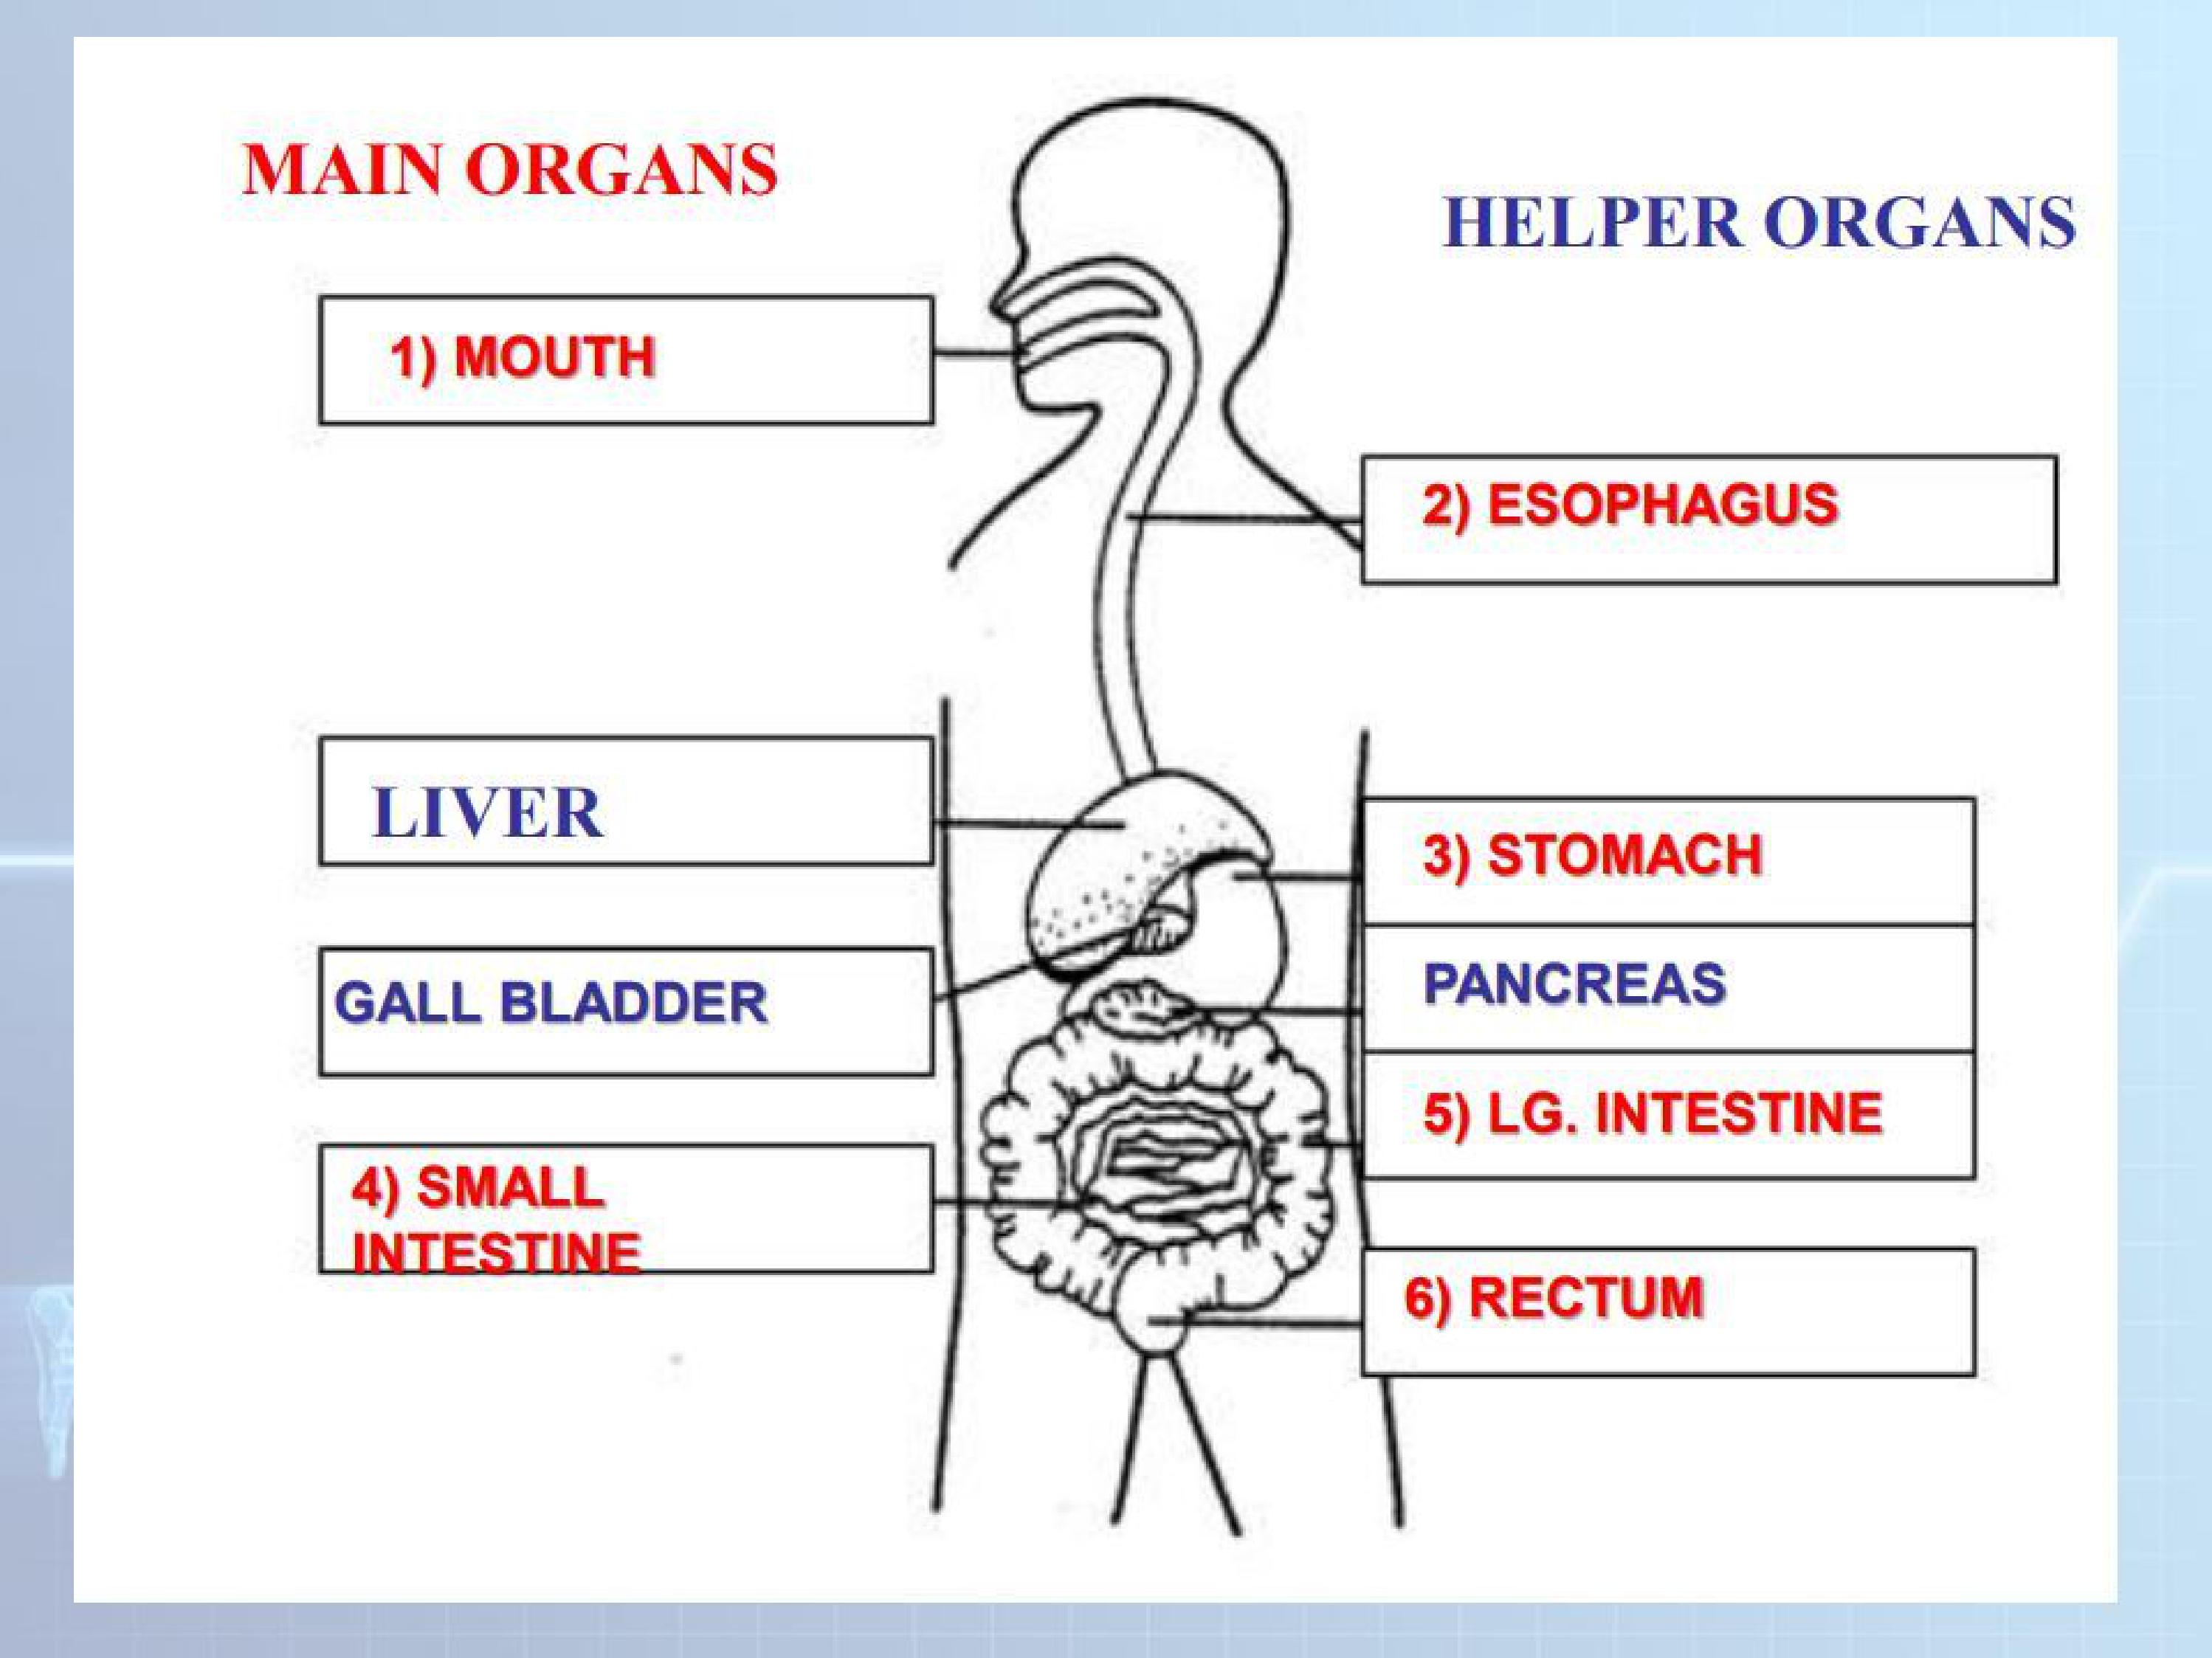 MAIN ORGANS
HELPER ORGANS
1) MOUTH
2) ESOPHAGUS
LIVER
3) STOMACH
GALL BLADDER
PANCREAS
5) LG. INTESTINE
4) SMALL
INTESTINE
6) RECTUM